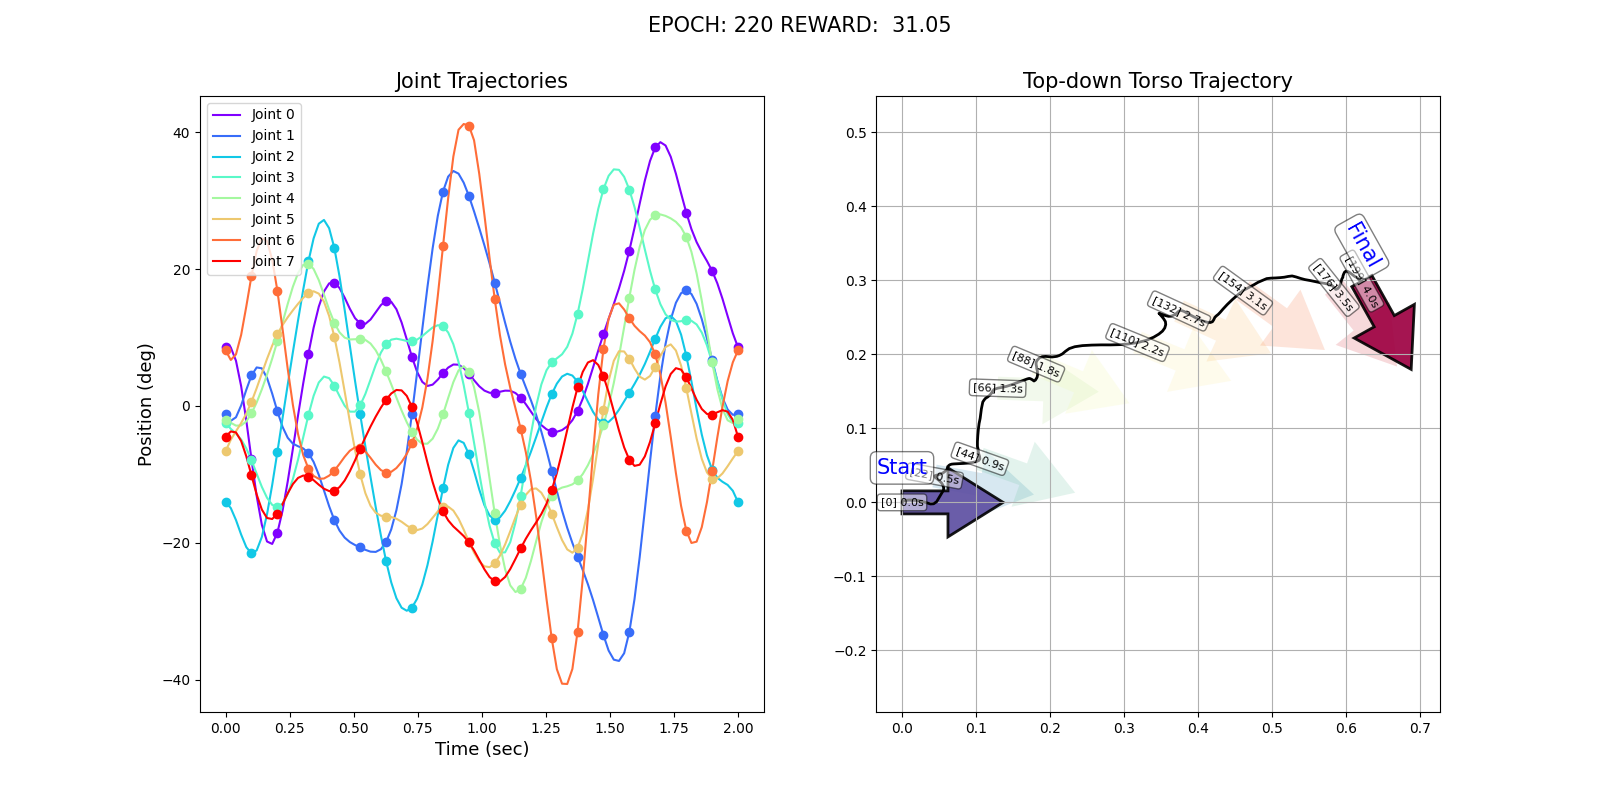 EPOCH: 220 REWARD:  31.05
Joint Trajectories
Joint 0
Joint 1
Joint 2
Joint 3
Joint 4
Joint 5
Joint 6
Joint 7
40
20
0
−20
−40
Position (deg)
0.00 0.25 0.50 0.75 1.00 1.25 1.50 1.75 2.00
Time (sec)
Top-down Torso Trajectory
0.5
0.4
0.3
0.2
0.1
0.0
−0.1
−0.2
0.0 0.1 0.2 0.3 0.4 0.5 0.6 0.7
Start
[0] 0.0s
[22] 0.5s
[44] 0.9s
[66] 1.3s
[88] 1.8s
[110] 2.2s
[132] 2.7s
[154] 3.1s
[176] 3.5s
4.0s
Final